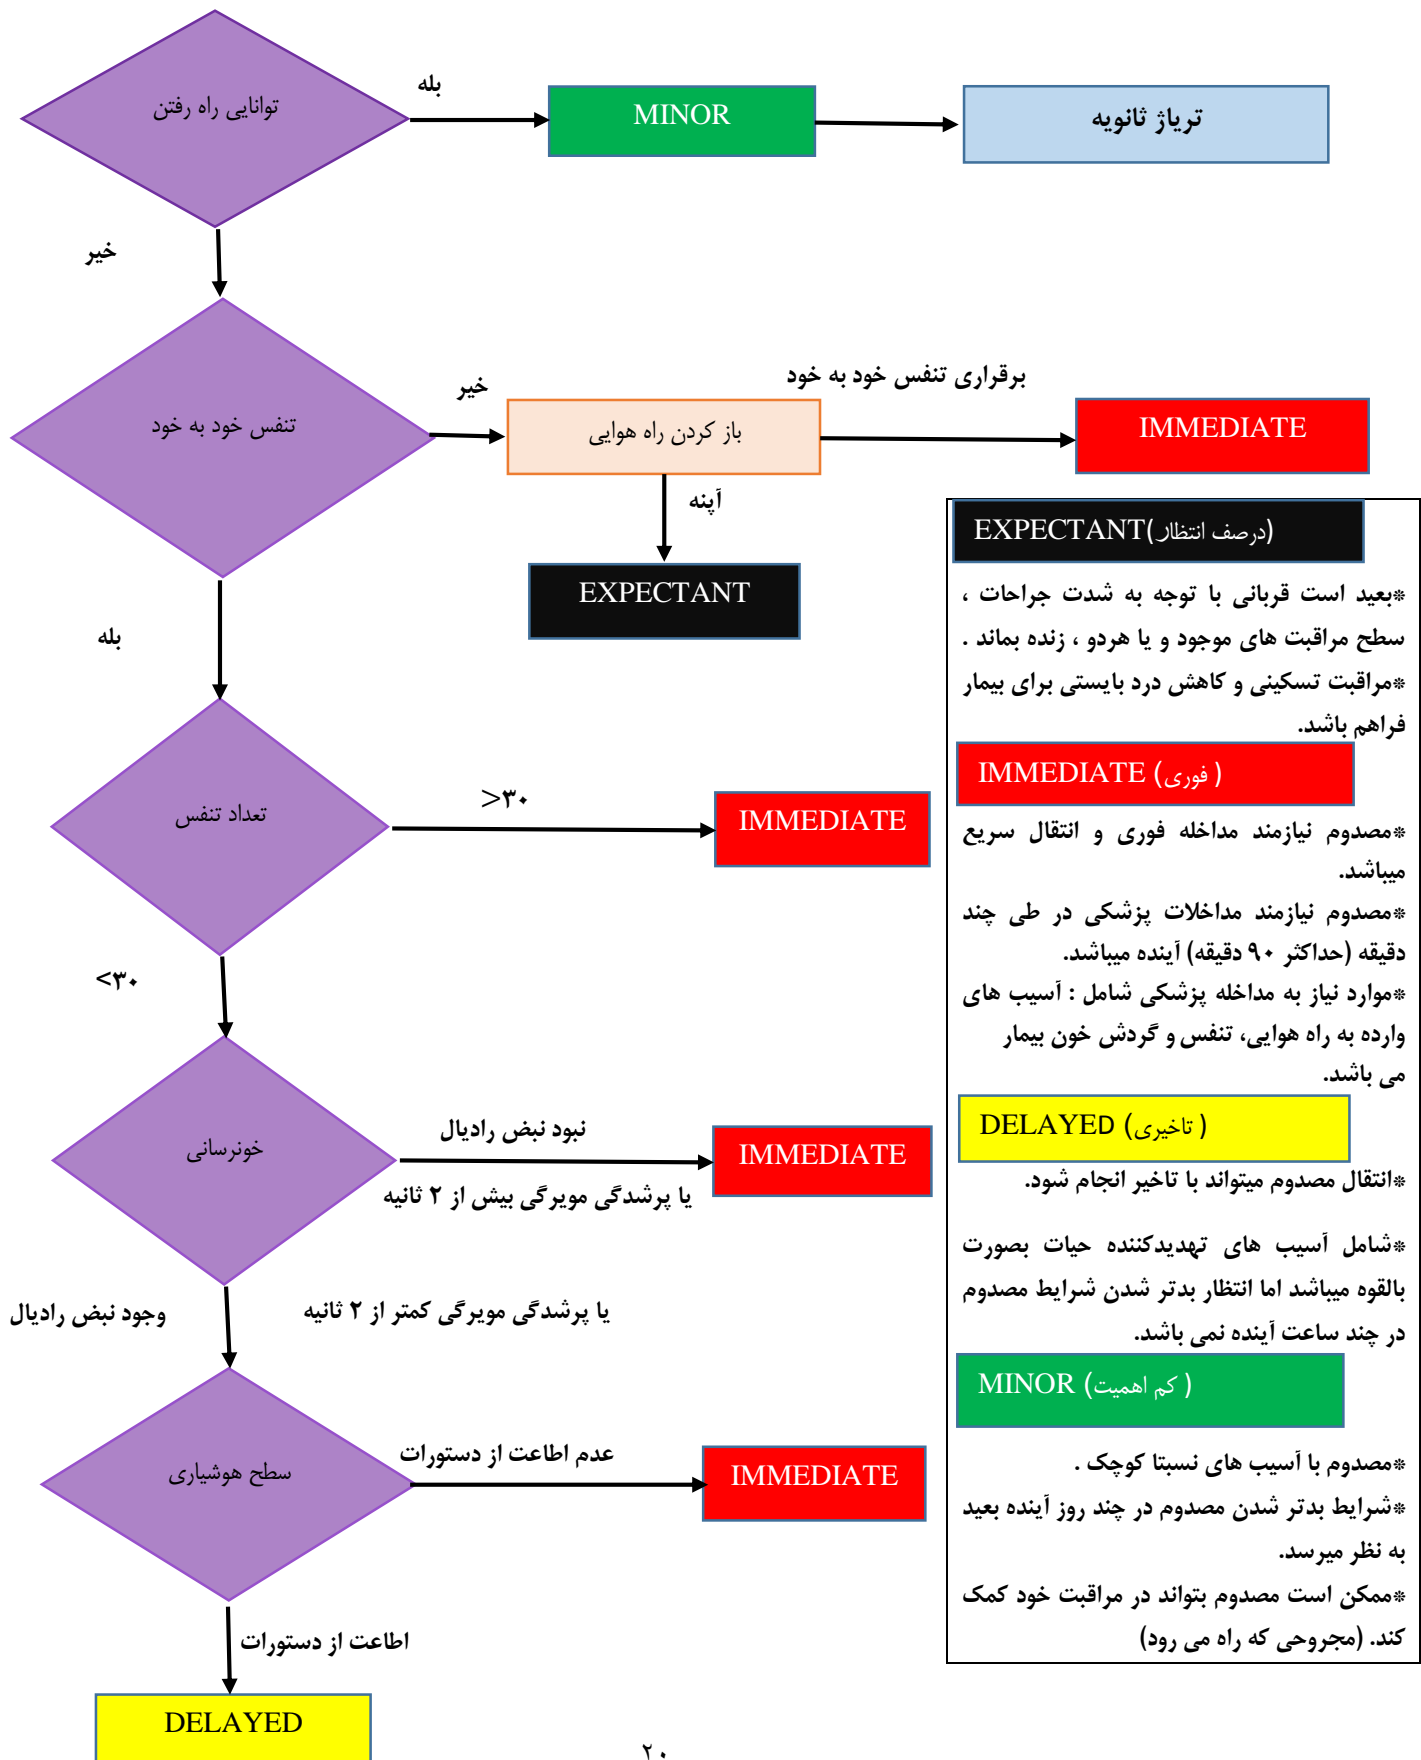 توانایی راه رفتن
بله
MINOR
تریاژ ثانویه
خیر
تنفس خود به خود
خیر
باز کردن راه هوایی
برقراری تنفس خود به خود
IMMEDIATE
آپنه
EXPECTANT
بله
تعداد تنفس
>۳۰
IMMEDIATE
<۳۰
خونرسانی
نبود نبض رادیال
یا پرشدگی مویرگی بیش از ۲ ثانیه
IMMEDIATE
وجود نبض رادیال
یا پرشدگی مویرگی کمتر از ۲ ثانیه
سطح هوشیاری
عدم اطاعت از دستورات
IMMEDIATE
اطاعت از دستورات
DELAYED
EXPECTANT(درصف انتظار)
*بعید است قربانی با توجه به شدت جراحات ،
سطح مراقبت های موجود و یا هردو ، زنده بماند .
*مراقبت تسکینی و کاهش درد بایستی برای بیمار
فراهم باشد.
IMMEDIATE (فوری )
*مصدوم نیازمند مداخله فوری و انتقال سریع
میباشد.
*مصدوم نیازمند مداخلات پزشکی در طی چند
دقیقه (حداکثر ۹۰ دقیقه) آینده میباشد.
*موارد نیاز به مداخله پزشکی شامل : آسیب های
وارده به راه هوایی، تنفس و گردش خون بیمار
می باشد.
DELAYED (تاخیری )
*انتقال مصدوم میتواند با تاخیر انجام شود.
*شامل آسیب های تهدیدکننده حیات بصورت
بالقوه میباشد اما انتظار بدتر شدن شرایط مصدوم
در چند ساعت آینده نمی باشد.
MINOR (کم اهمیت )
*مصدوم با آسیب های نسبتا کوچک .
*شرایط بدتر شدن مصدوم در چند روز آینده بعید
به نظر میرسد.
*ممکن است مصدوم بتواند در مراقبت خود کمک
کند. (مجروحی که راه می رود)
۲۰